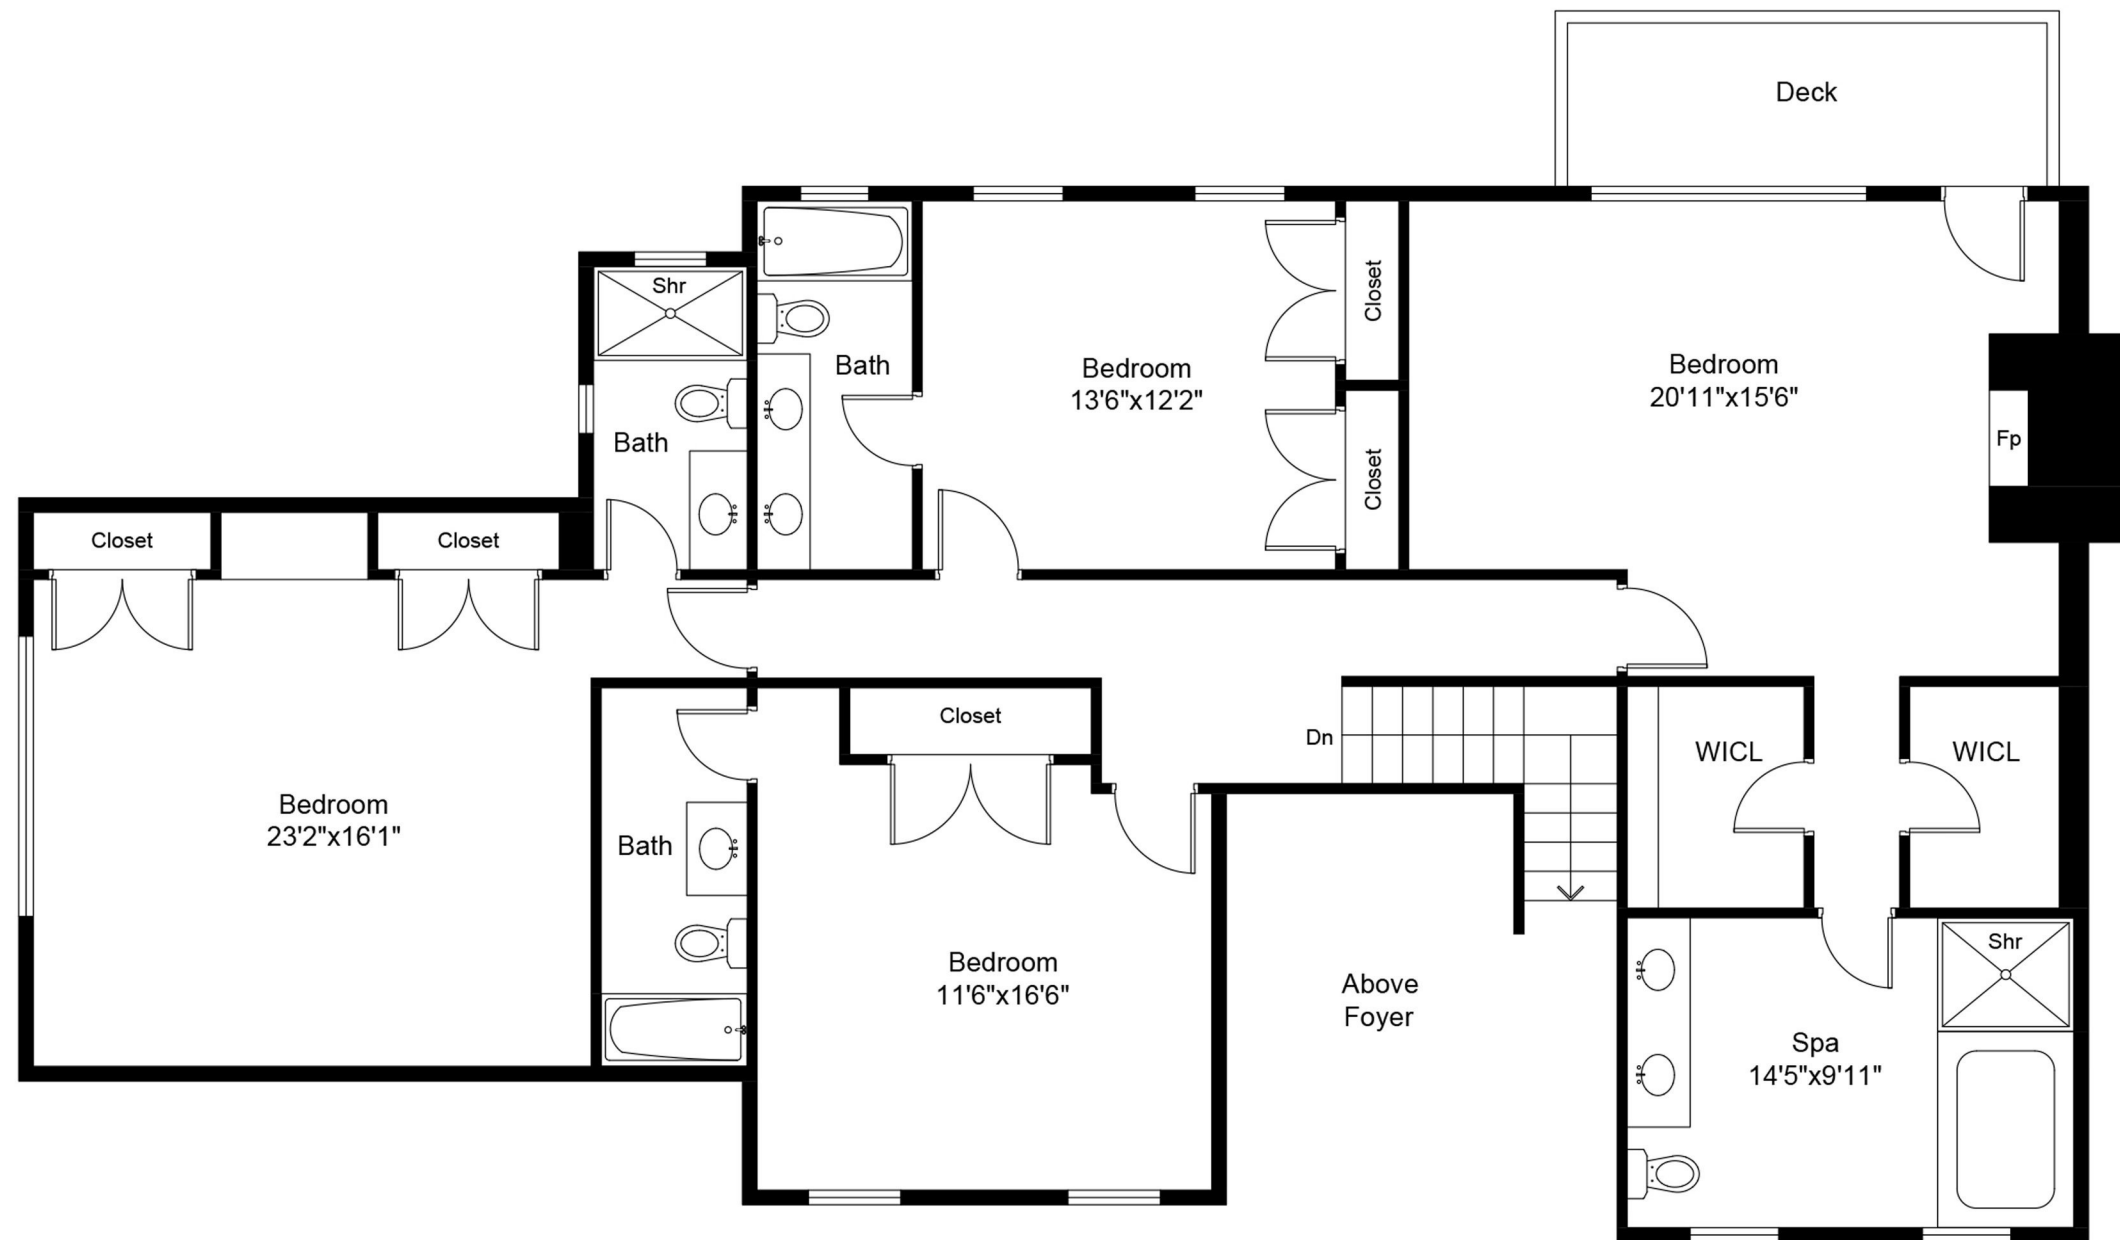 Deck
Shr
Closet
Bath
Bedroom
13'6"x12'2"
Bedroom
20'11"x15'6"
Fp
Bath
Closet
Closet
Closet
Closet
Dn
WICL
WICL
Bedroom
23'2"x16'1"
Bath
Bedroom
11'6"x16'6"
Above
Foyer
Shr
Spa
14'5"x9'11"